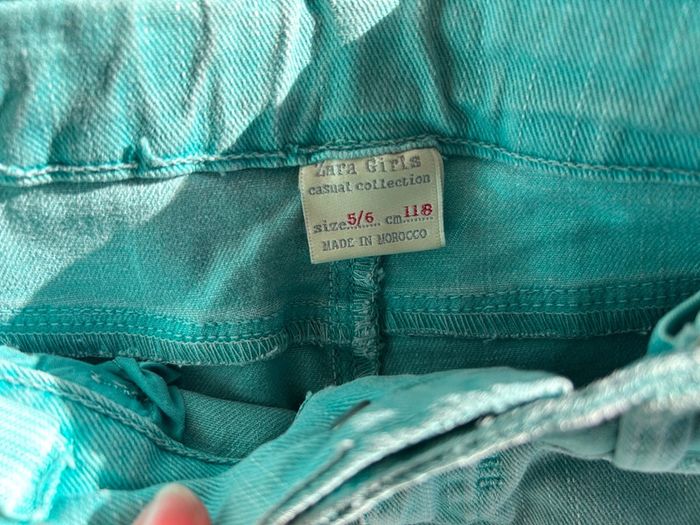 Zara Girls
casual collection
size 5/6 cm 118
MADE IN MOROCCO